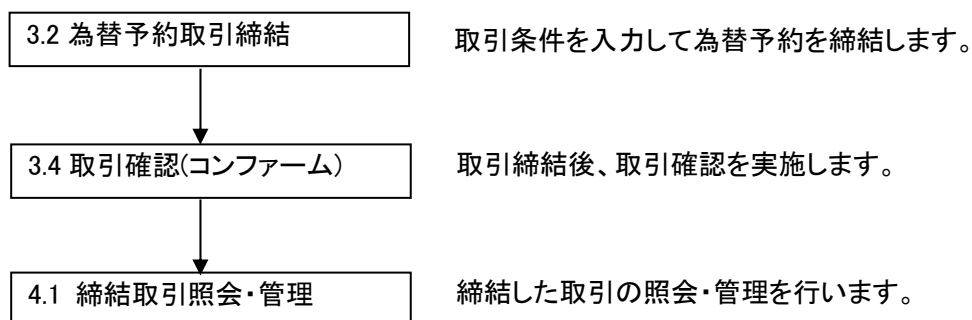 3.2 為替予約取引締結
取引条件を入力して為替予約を締結します。
3.4 取引確認(コンファーム)
取引締結後、取引確認を実施します。
4.1 締結取引照会・管理
締結した取引の照会・管理を行います。